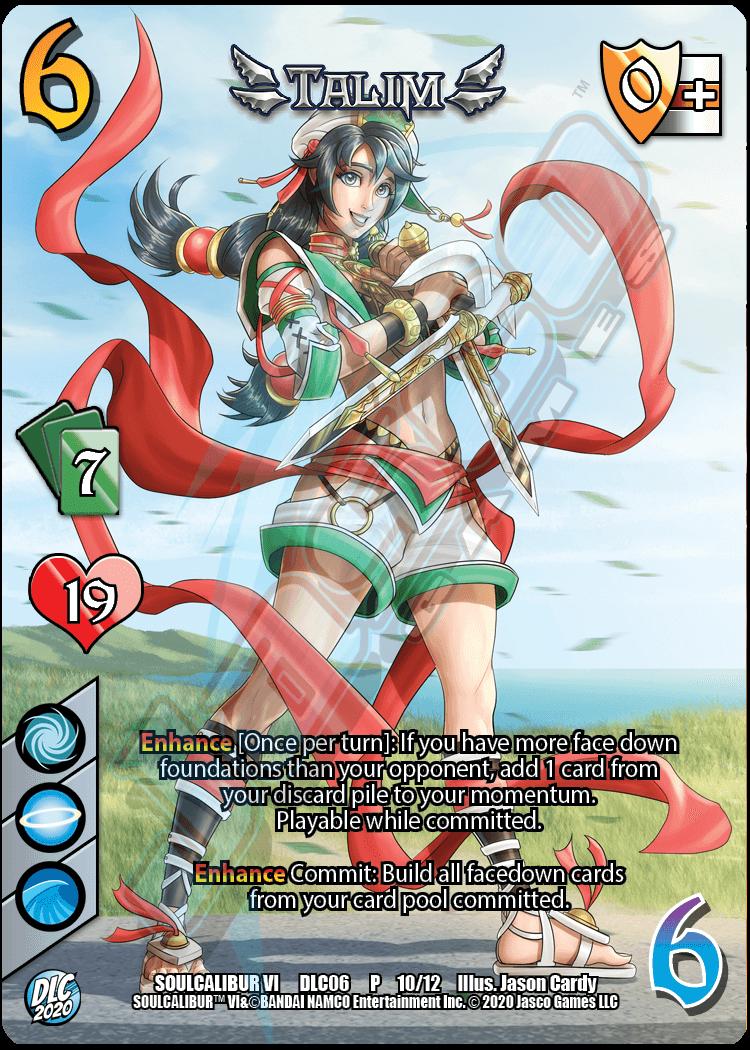 6
TALIM
™
0 +
7
19
Enhance [Once per turn]: If you have more face down
foundations than your opponent, add 1 card from
your discard pile to your momentum.
Playable while committed.
Enhance Commit: Build all facedown cards
from your card pool committed.
6
DLC
2020
SOULCALIBUR VI DLC06 P 10/12 Illus. Jason Cardy
SOULCALIBUR™ VI&©BANDAI NAMCO Entertainment Inc. © 2020 Jasco Games LLC